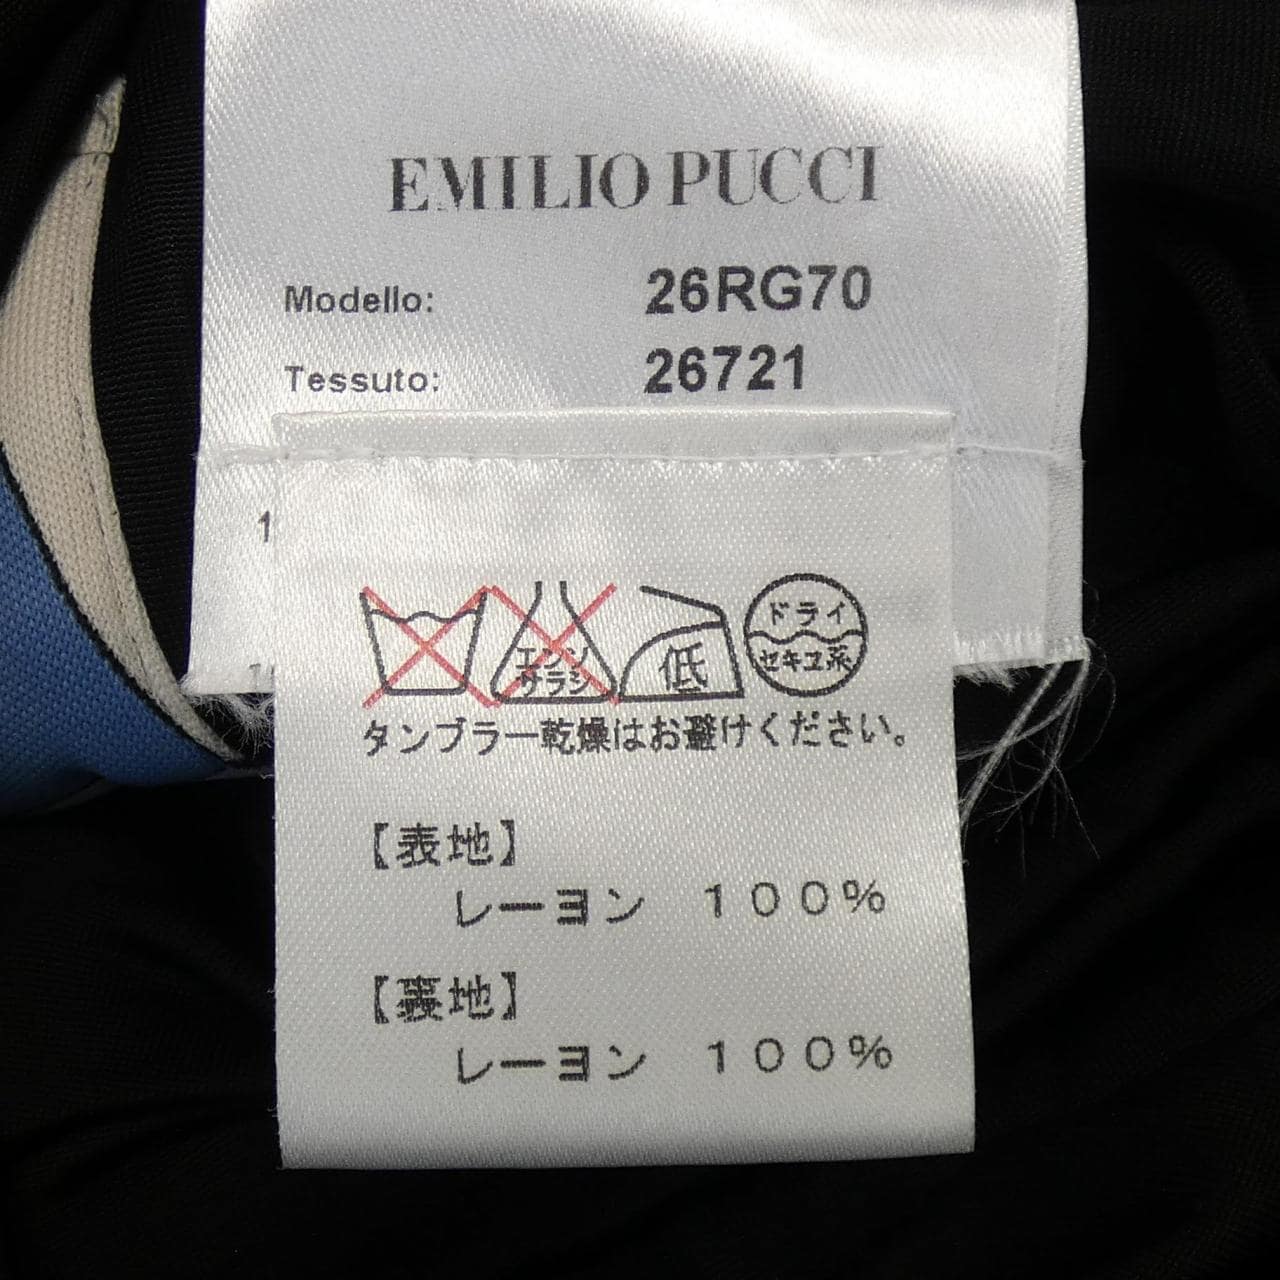 EMILIO PUCCI
Modello: 26RG70
Tessuto: 26721
1
エンソ
サラシ
低
ドライ
セキユ系
タンブラー乾燥はお避けください。
【表地】
レーヨン 100%
【裏地】
レーヨン 100%